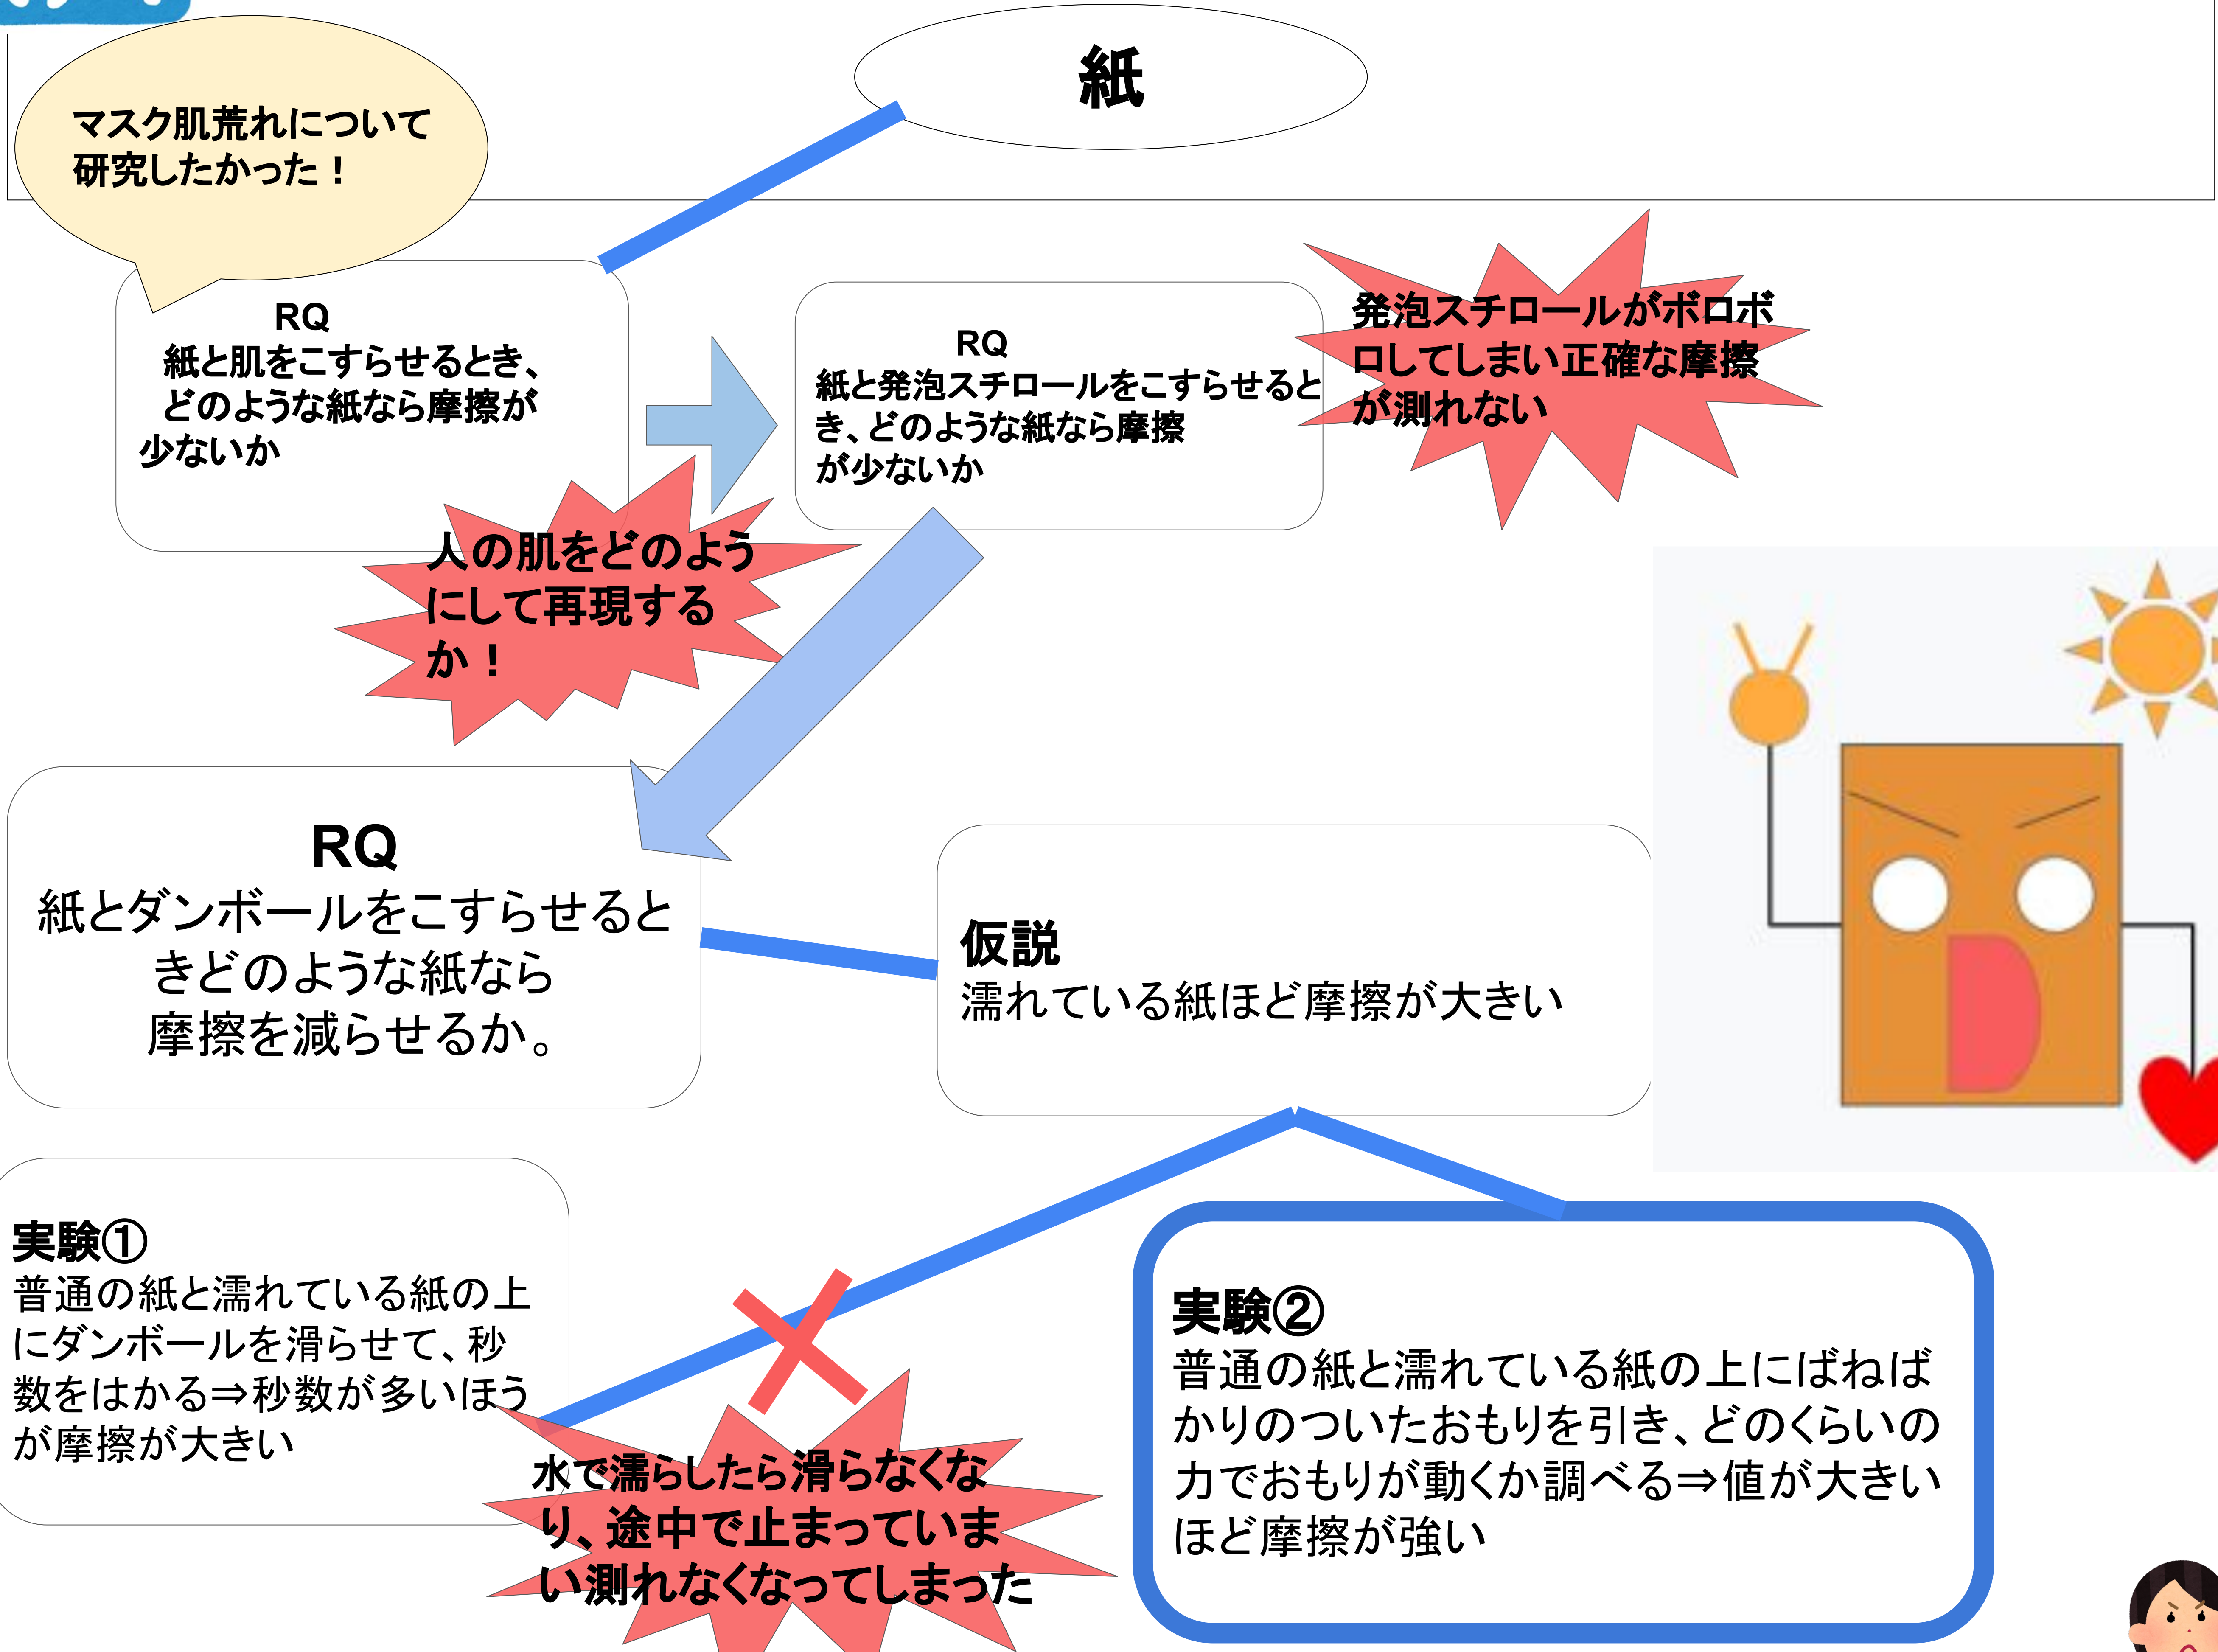 紙
マスク肌荒れについて
研究したかった！
RQ
紙と肌をこすらせるとき、
どのような紙なら摩擦が
少ないか
RQ
紙と発泡スチロールをこすらせると
き、どのような紙なら摩擦
が少ないか
発泡スチロールがボロボ
ロしてしまい正確な摩擦
が測れない
人の肌をどのよう
にして再現する
か！
RQ
紙とダンボールをこすらせると
きどのような紙なら
摩擦を減らせるか。
仮説
濡れている紙ほど摩擦が大きい
実験①
普通の紙と濡れている紙の上
にダンボールを滑らせて、秒
数をはかる⇒秒数が多いほう
が摩擦が大きい
水で濡らしたら滑らなくな
り、途中で止まっていま
い測れなくなってしまった
実験②
普通の紙と濡れている紙の上にばねば
かりのついたおもりを引き、どのくらいの
力でおもりが動くか調べる⇒値が大きい
ほど摩擦が強い